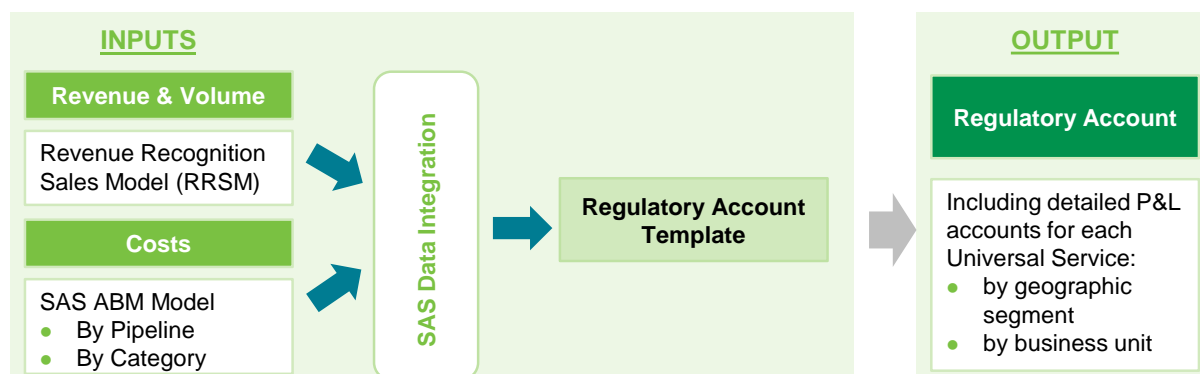 INPUTS
Revenue & Volume
Revenue Recognition
Sales Model (RRSM)
Costs
SAS ABM Model
● By Pipeline
● By Category
SAS Data Integration
Regulatory Account
Template
OUTPUT
Regulatory Account
Including detailed P&L
accounts for each
Universal Service:
● by geographic
segment
● by business unit